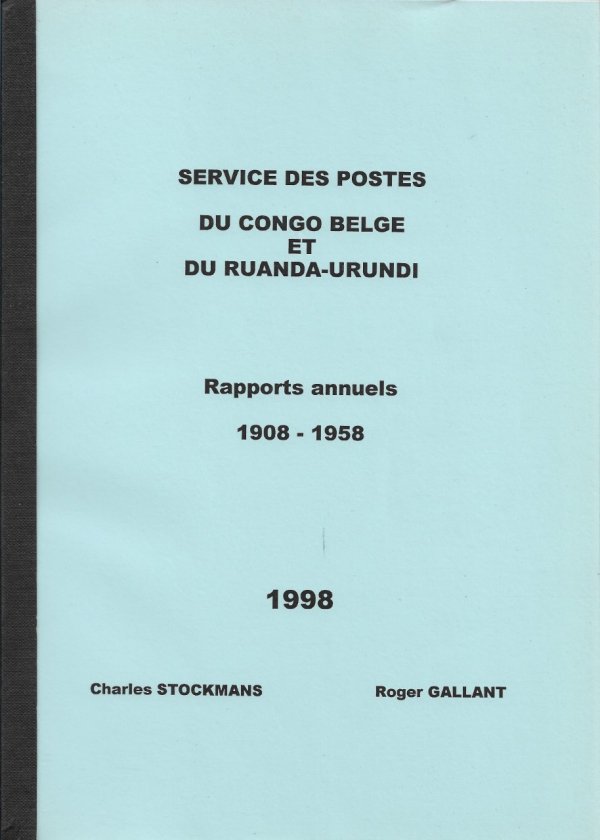 SERVICE DES POSTES
DU CONGO BELGE
ET
DU RUANDA-URUNDI
Rapports annuels
1908 - 1958
1998
Charles STOCKMANS
Roger GALLANT